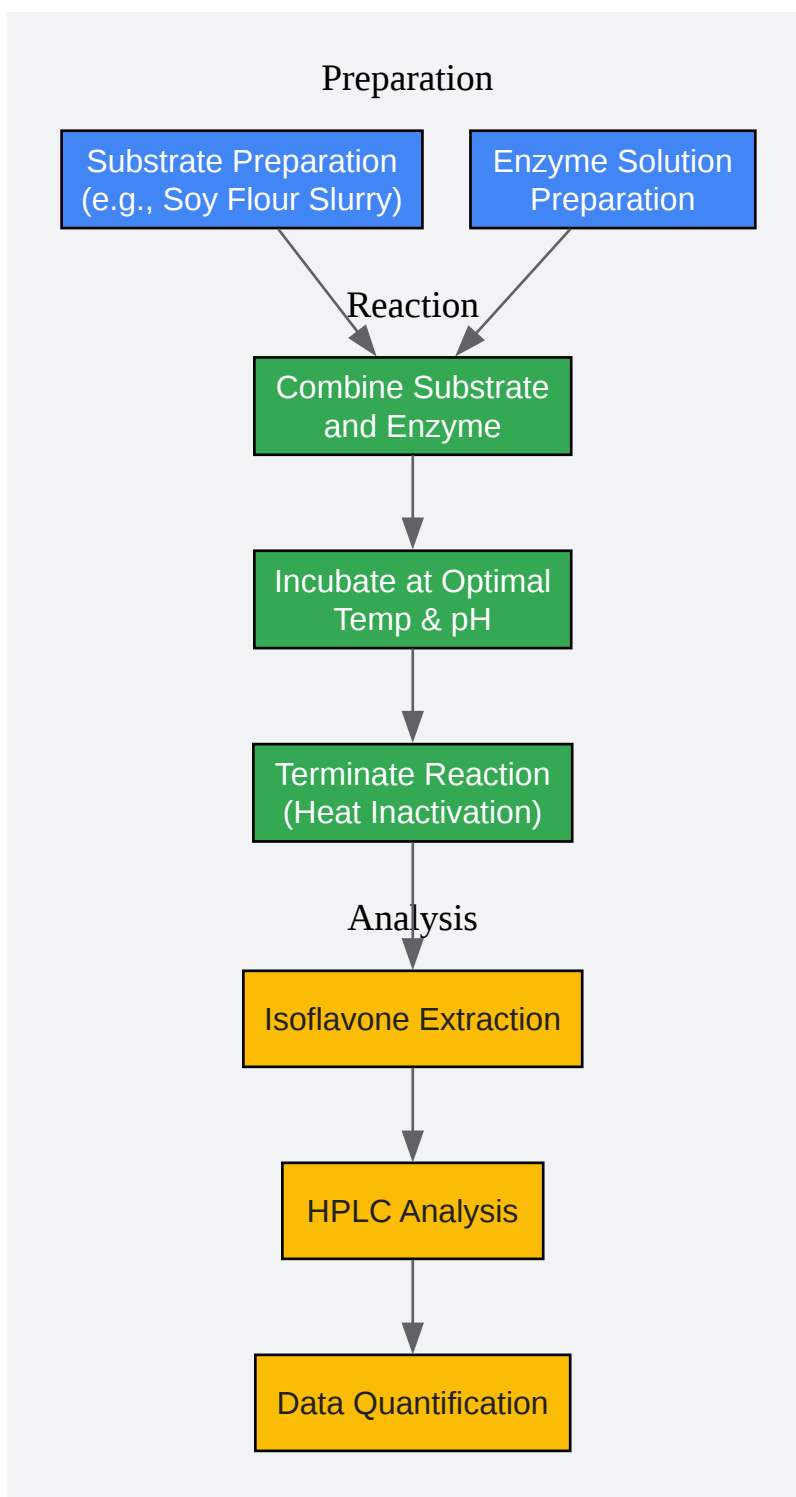 Preparation
Substrate Preparation
(e.g., Soy Flour Slurry)
Enzyme Solution
Preparation
Reaction
Combine Substrate
and Enzyme
Incubate at Optimal
Temp & pH
Terminate Reaction
(Heat Inactivation)
Analysis
Isoflavone Extraction
HPLC Analysis
Data Quantification